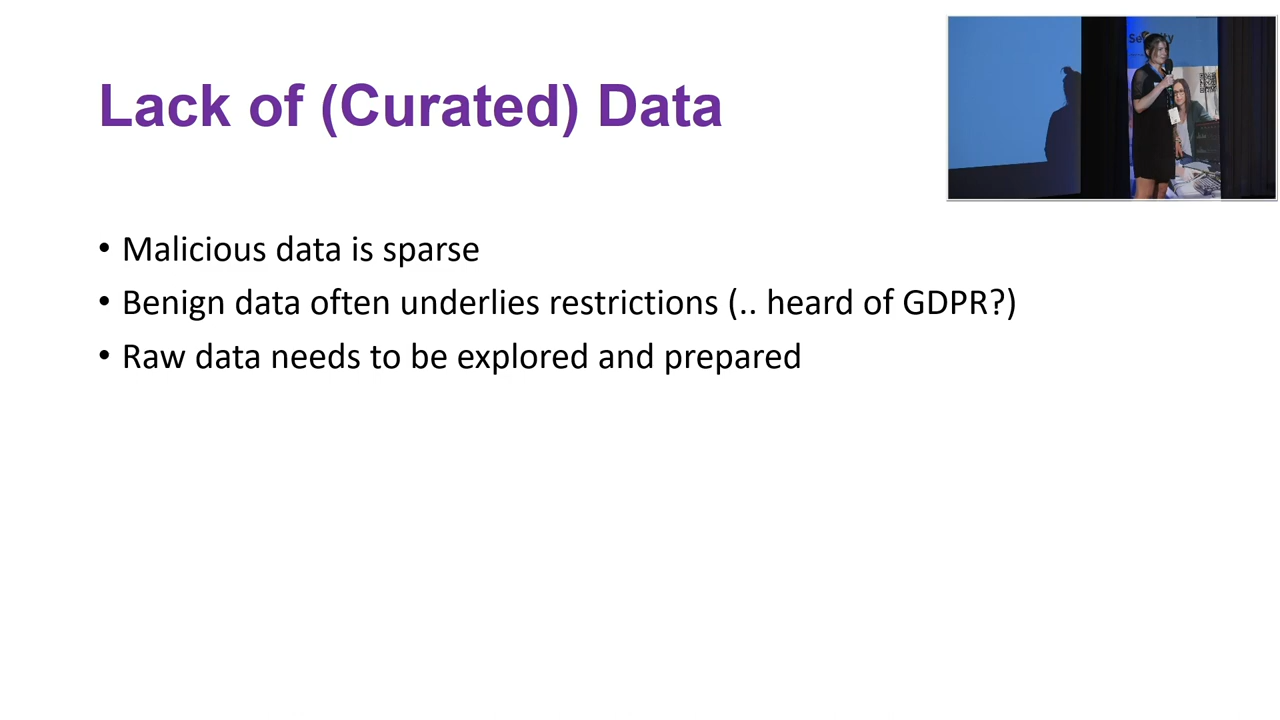 Lack of (Curated) Data
• Malicious data is sparse
• Benign data often underlies restrictions (.. heard of GDPR?)
• Raw data needs to be explored and prepared